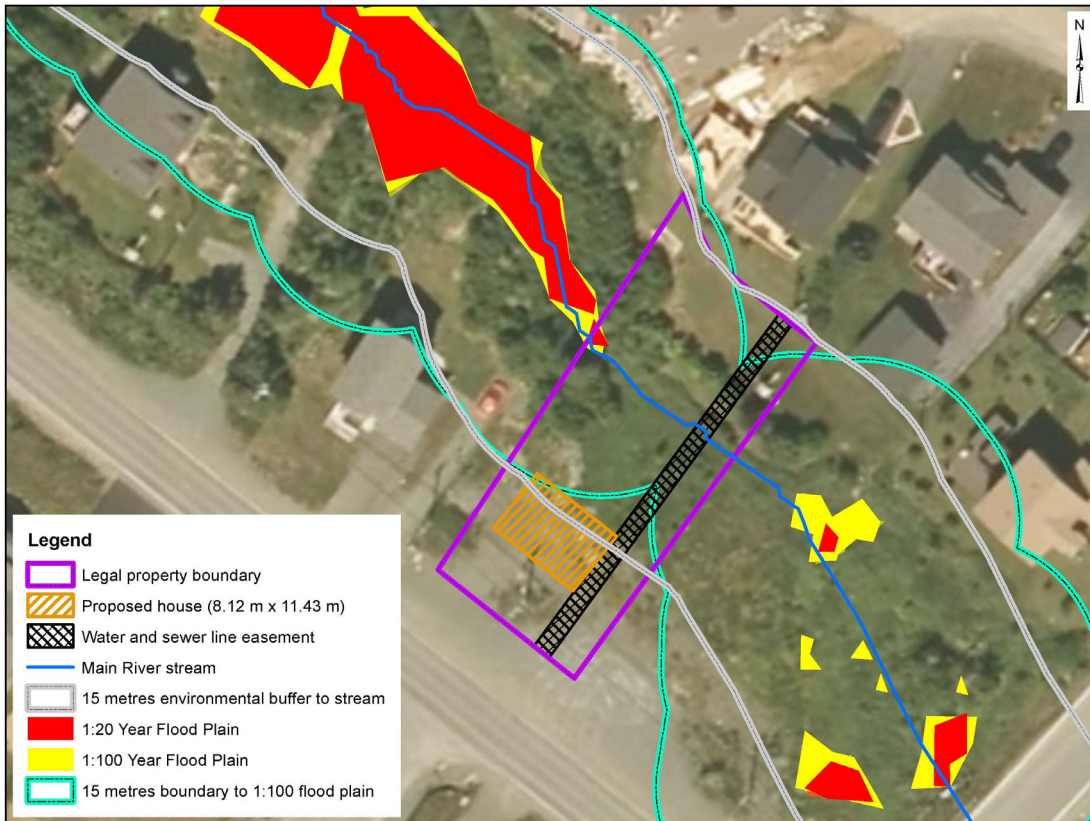 N
Legend
Legal property boundary
Proposed house (8.12 m x 11.43 m)
Water and sewer line easement
Main River stream
15 metres environmental buffer to stream
1:20 Year Flood Plain
1:100 Year Flood Plain
15 metres boundary to 1:100 flood plain